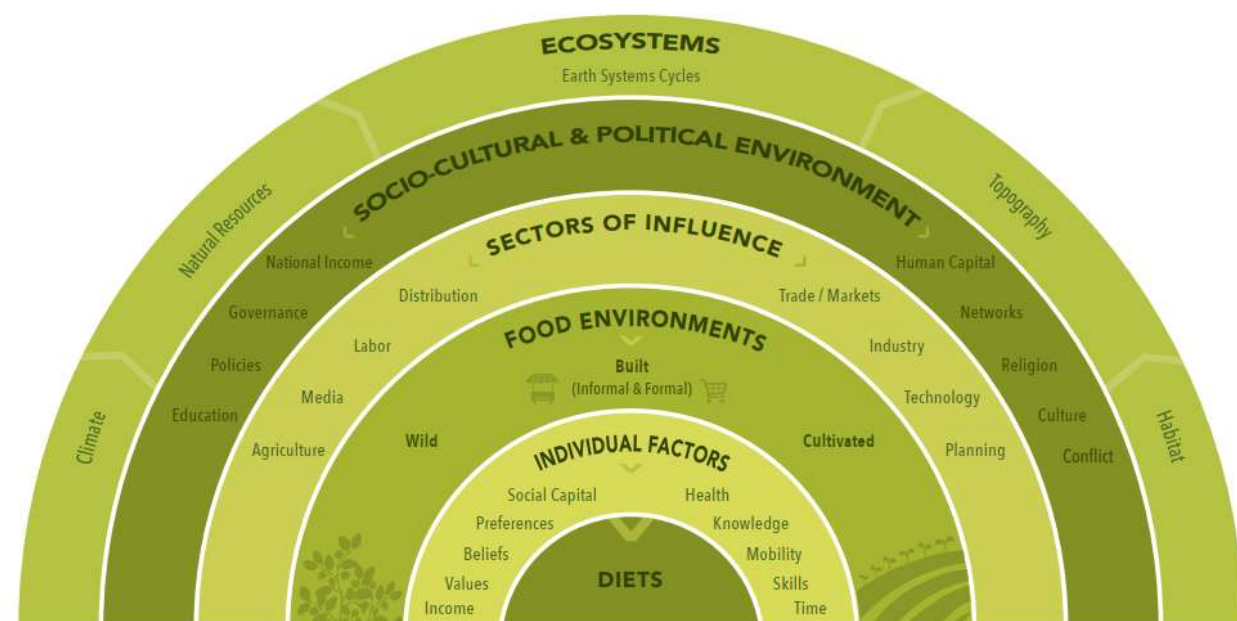 ECOSYSTEMS
Earth Systems Cycles
Natural Resources
Climate
Topography
Habitat
SOCIO-CULTURAL & POLITICAL ENVIRONMENT
National Income
Governance
Policies
Education
Human Capital
Networks
Religion
Culture
Conflict
SECTORS OF INFLUENCE
Distribution
Labor
Media
Agriculture
Trade / Markets
Industry
Technology
Planning
FOOD ENVIRONMENTS
Built
(Informal & Formal)
Wild
Cultivated
INDIVIDUAL FACTORS
Social Capital
Preferences
Beliefs
Values
Income
Health
Knowledge
Mobility
Skills
Time
DIETS